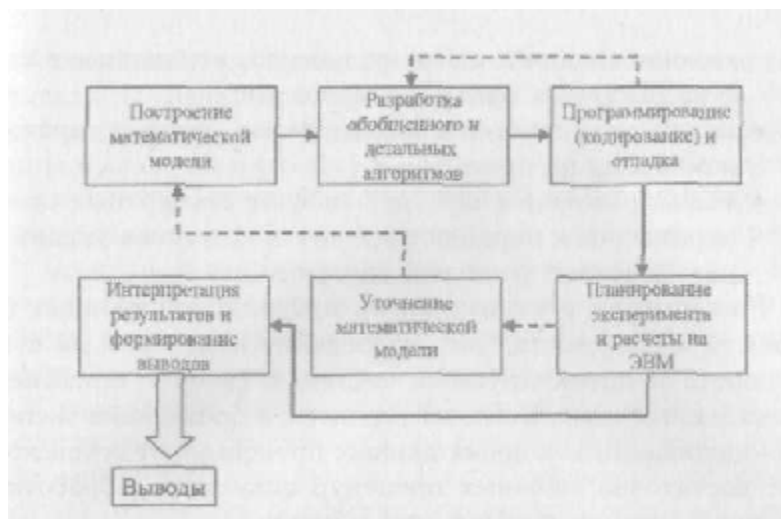 Построение
математической
модели
Разработка
обобщенного и
детальных
алгоритмов
Программирование
(кодирование) и
отладка
Интерпретация
результатов и
формирование
выводов
Уточнение
математической
модели
Планирование
эксперимента
и расчеты на
ЭВМ
Выводы